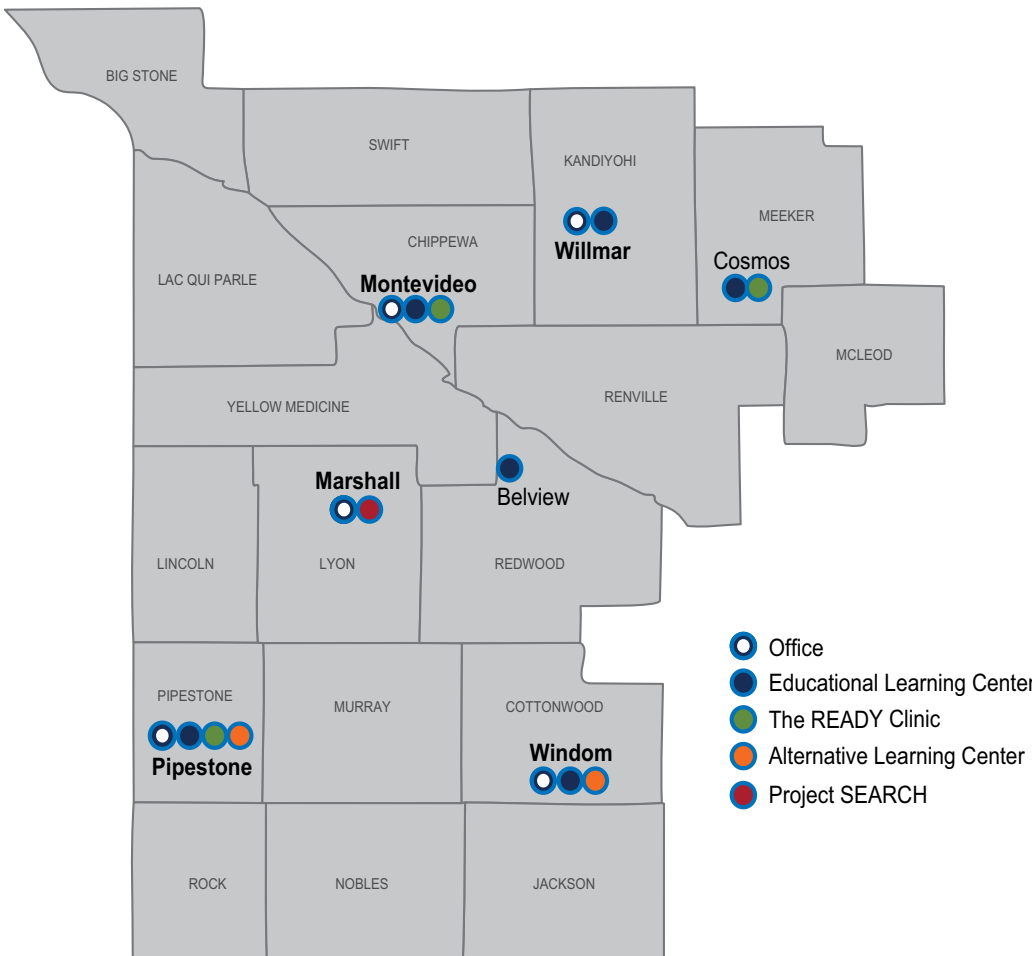 BIG STONE
SWIFT
KANDIYOHI
MEEKER
CHIPPEWA
Willmar
Cosmos
LAC QUI PARLE
Montevideo
MCLEOD
RENVILLE
YELLOW MEDICINE
Marshall
Belview
LINCOLN
LYON
REDWOOD
Office
Educational Learning Center
The READY Clinic
Alternative Learning Center
Project SEARCH
PIPESTONE
MURRAY
COTTONWOOD
Windom
Pipestone
ROCK
NOBLES
JACKSON